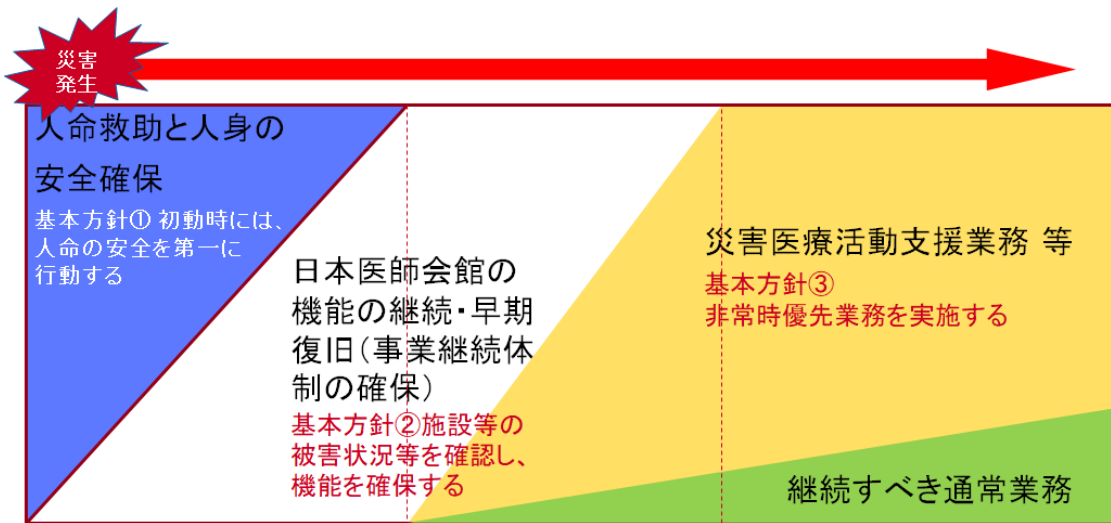 災害
発生
人命救助と人身の
安全確保
基本方針① 初動時には、
人命の安全を第一に
行動する
日本医師会館の
機能の継続・早期
復旧（事業継続体
制の確保）
基本方針②施設等の
被害状況等を確認し、
機能を確保する
災害医療活動支援業務 等
基本方針③
非常時優先業務を実施する
継続すべき通常業務